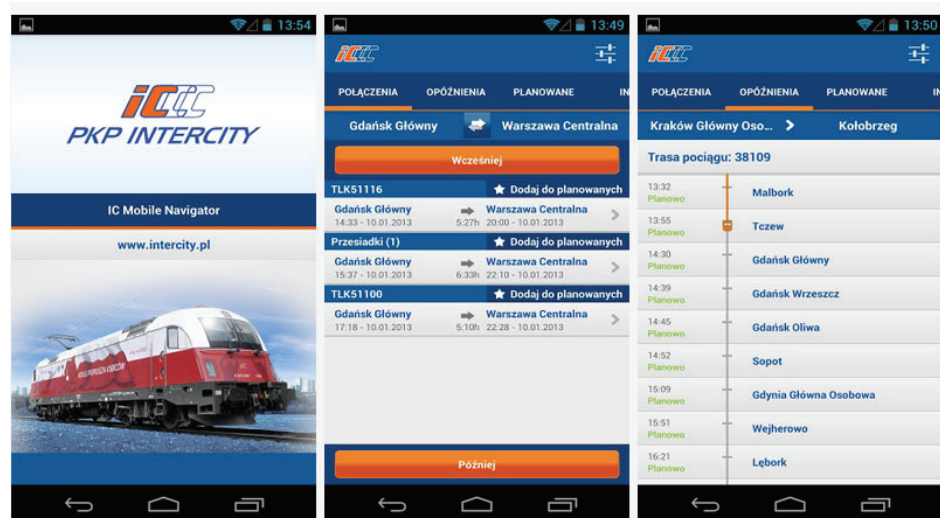 13:54
iCCC
PKP INTERCITY
IC Mobile Navigator
www.intercity.pl
13:49
iCCC
POŁĄCZENIA OPÓŹNIENIA PLANOWANE IN
Gdańsk Główny Warszawa Centralna
Wcześniej
TLK51116 Dodaj do planowanych
Gdańsk Główny Warszawa Centralna
14:33 - 10.01.2013 5:27h 20:00 - 10.01.2013
Przesiadki (1) Dodaj do planowanych
Gdańsk Główny Warszawa Centralna
15:37 - 10.01.2013 6:33h 22:10 - 10.01.2013
TLK51100 Dodaj do planowanych
Gdańsk Główny Warszawa Centralna
17:18 - 10.01.2013 5:10h 22:28 - 10.01.2013
Później
13:50
iCCC
POŁĄCZENIA OPÓŹNIENIA PLANOWANE IN
Kraków Główny Oso... Kołobrzeg
Trasa pociągu: 38109
13:32
Planowo
Malbork
13:55
Planowo
Tczew
14:30
Planowo
Gdańsk Główny
14:39
Planowo
Gdańsk Wrzeszcz
14:45
Planowo
Gdańsk Oliwa
14:52
Planowo
Sopot
15:09
Planowo
Gdynia Główna Osobowa
15:51
Planowo
Wejherowo
16:21
Planowo
Lębork